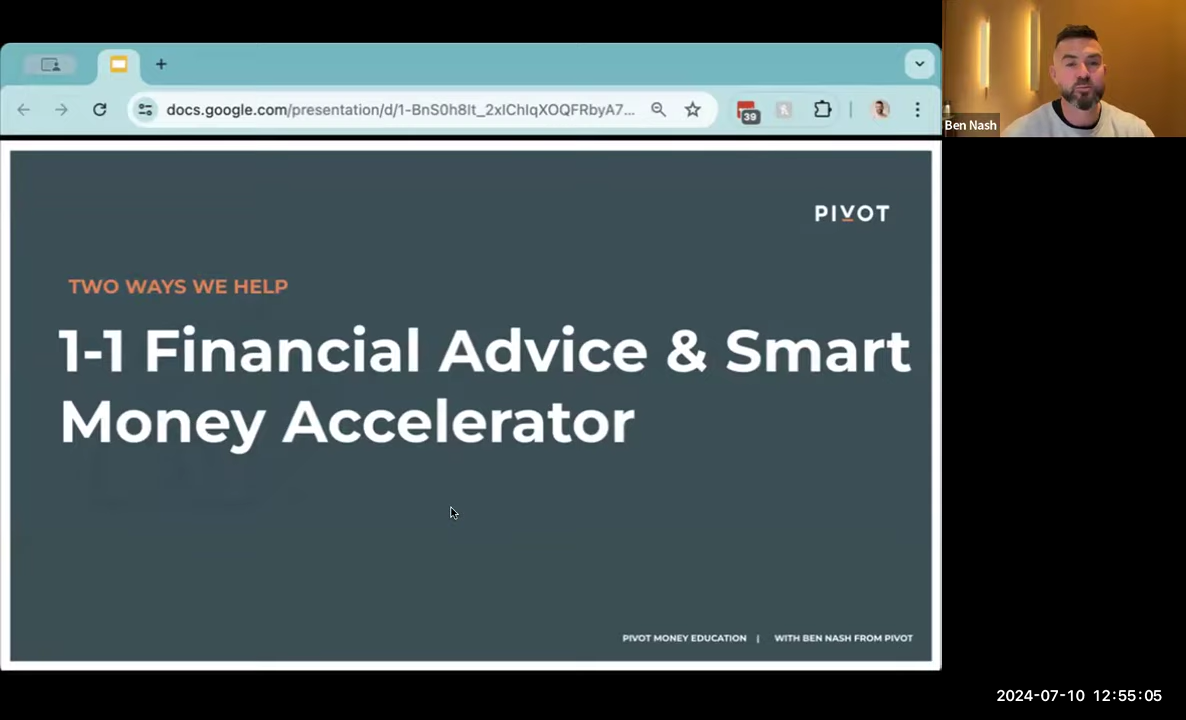 docs.google.com/presentation/d/1-BnS0h8lt_2xIChlqXOQFRbyA7...
39
Ben Nash
PIVOT
TWO WAYS WE HELP
1-1 Financial Advice & Smart
Money Accelerator
PIVOT MONEY EDUCATION | WITH BEN NASH FROM PIVOT
2024-07-10 12:55:05